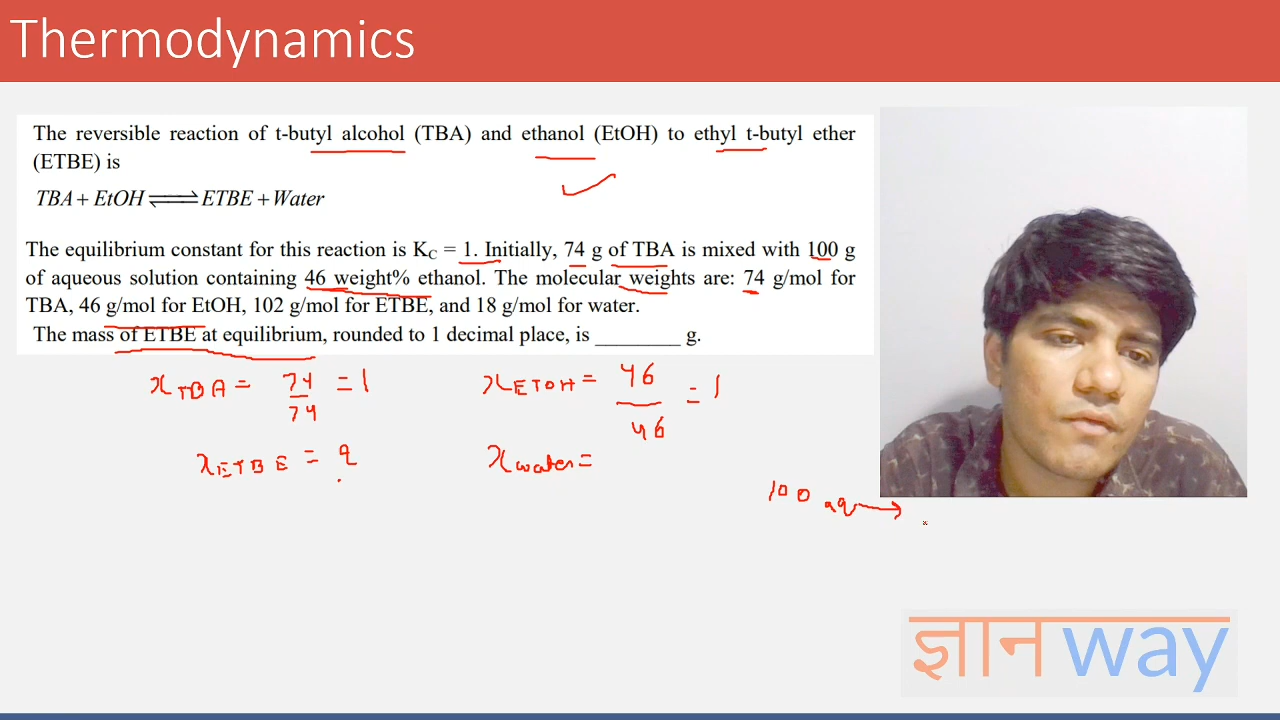 Thermodynamics
The reversible reaction of t-butyl alcohol (TBA) and ethanol (EtOH) to ethyl t-butyl ether
(ETBE) is
TBA + EtOH ⇌ ETBE + Water
The equilibrium constant for this reaction is K_C = 1. Initially, 74 g of TBA is mixed with 100 g
of aqueous solution containing 46 weight% ethanol. The molecular weights are: 74 g/mol for
TBA, 46 g/mol for EtOH, 102 g/mol for ETBE, and 18 g/mol for water.
The mass of ETBE at equilibrium, rounded to 1 decimal place, is ________ g.
x_TBA = 74/74 = 1
x_ETOH = 46/46 = 1
x_ETBE =
x_water =
100 aq →
ज्ञान way